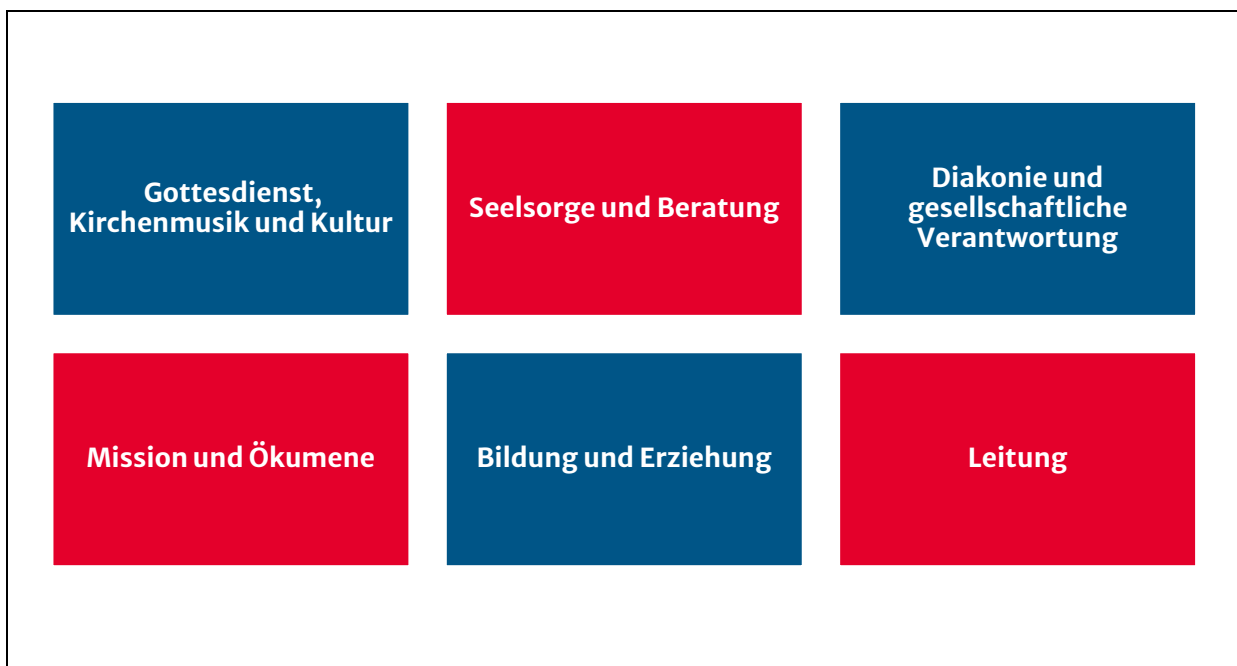 Gottesdienst,
Kirchenmusik und Kultur
Seelsorge und Beratung
Diakonie und
gesellschaftliche
Verantwortung
Mission und Ökumene
Bildung und Erziehung
Leitung